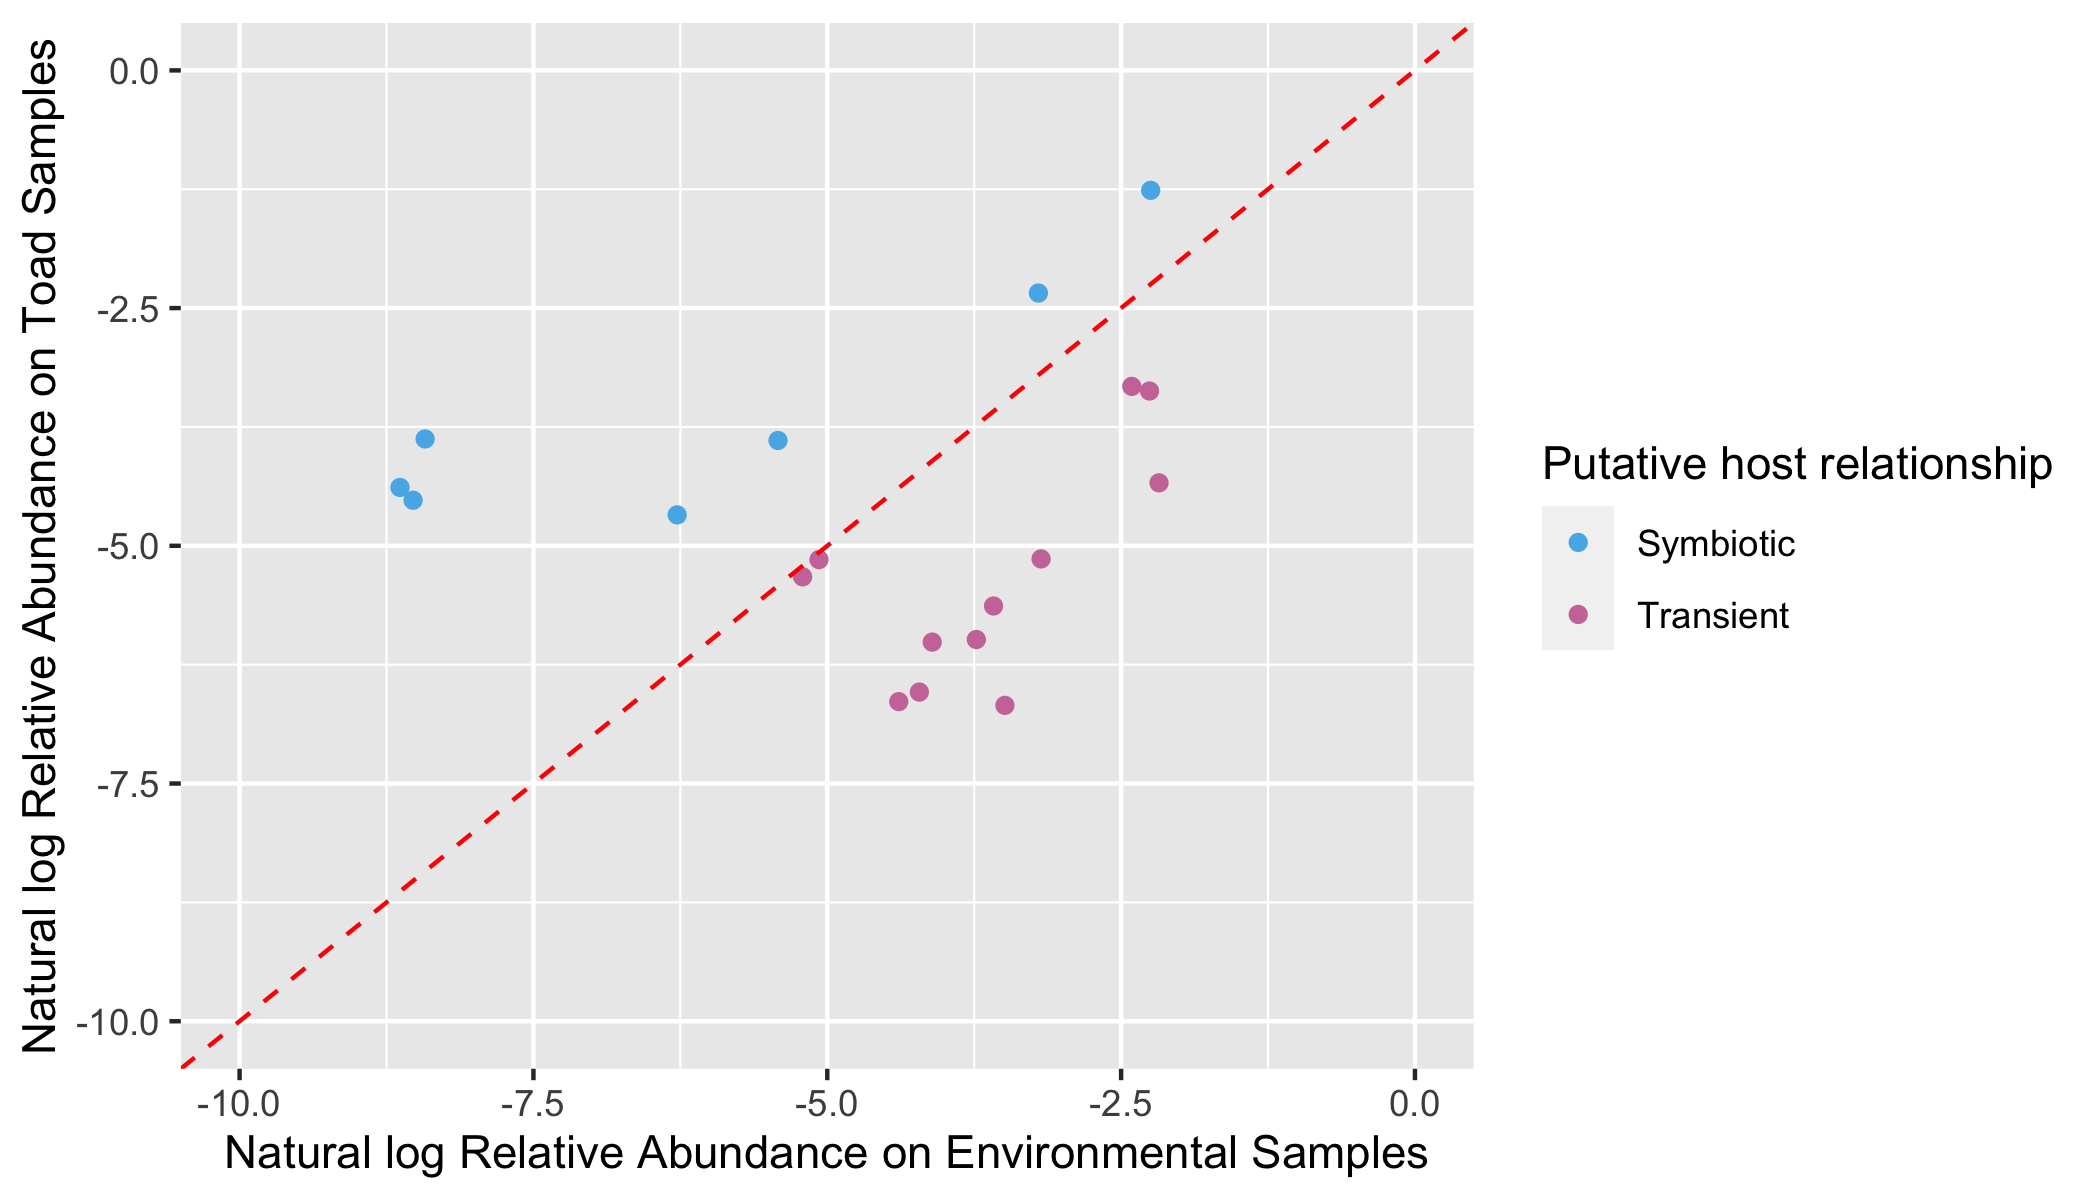 Natural log Relative Abundance on Toad Samples
0.0
-2.5
-5.0
-7.5
-10.0
-10.0
-7.5
-5.0
-2.5
0.0
Natural log Relative Abundance on Environmental Samples
Putative host relationship
Symbiotic
Transient